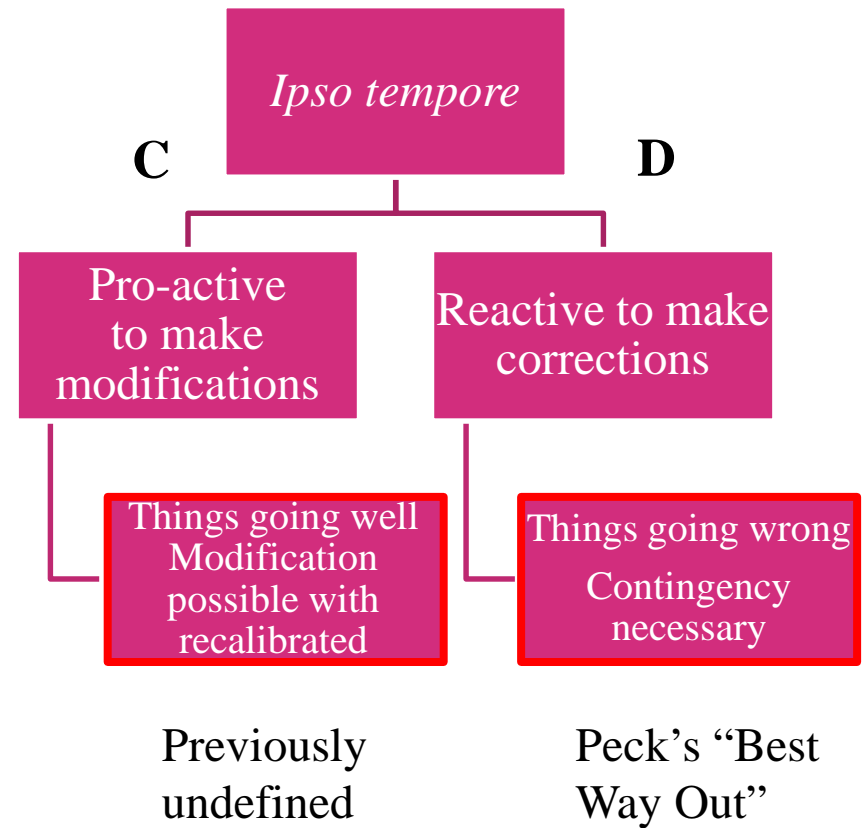 Ipso tempore
C
D
Pro-active
to make
modifications
Reactive to make
corrections
Things going well
Modification
possible with
recalibrated
Things going wrong
Contingency
necessary
Previously
undefined
Peck’s “Best
Way Out”